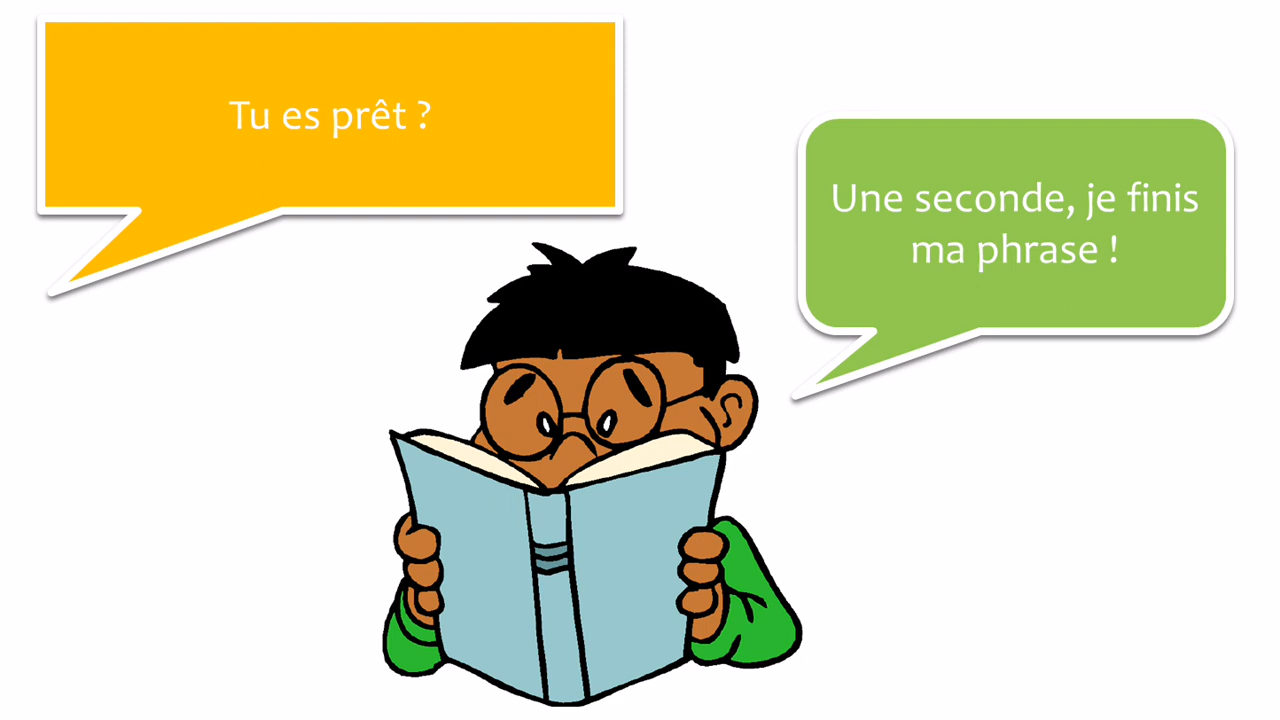 Tu es prêt ?
Une seconde, je finis
ma phrase !